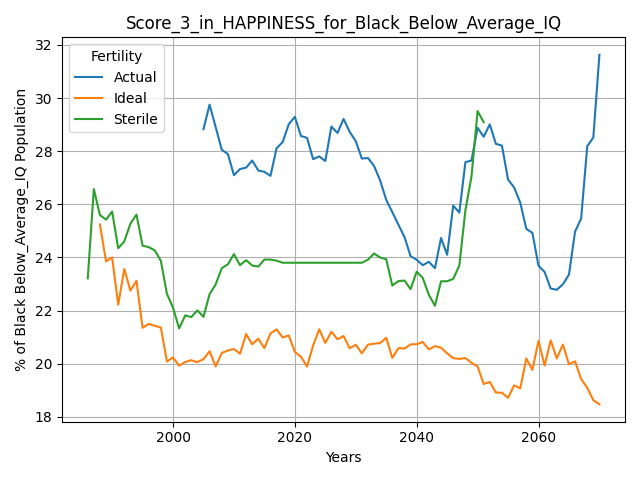 Score_3_in_HAPPINESS_for_Black_Below_Average_IQ
% of Black Below_Average_IQ Population
32
30
28
26
24
22
20
18
Fertility
Actual
Ideal
Sterile
2000
2020
2040
2060
Years